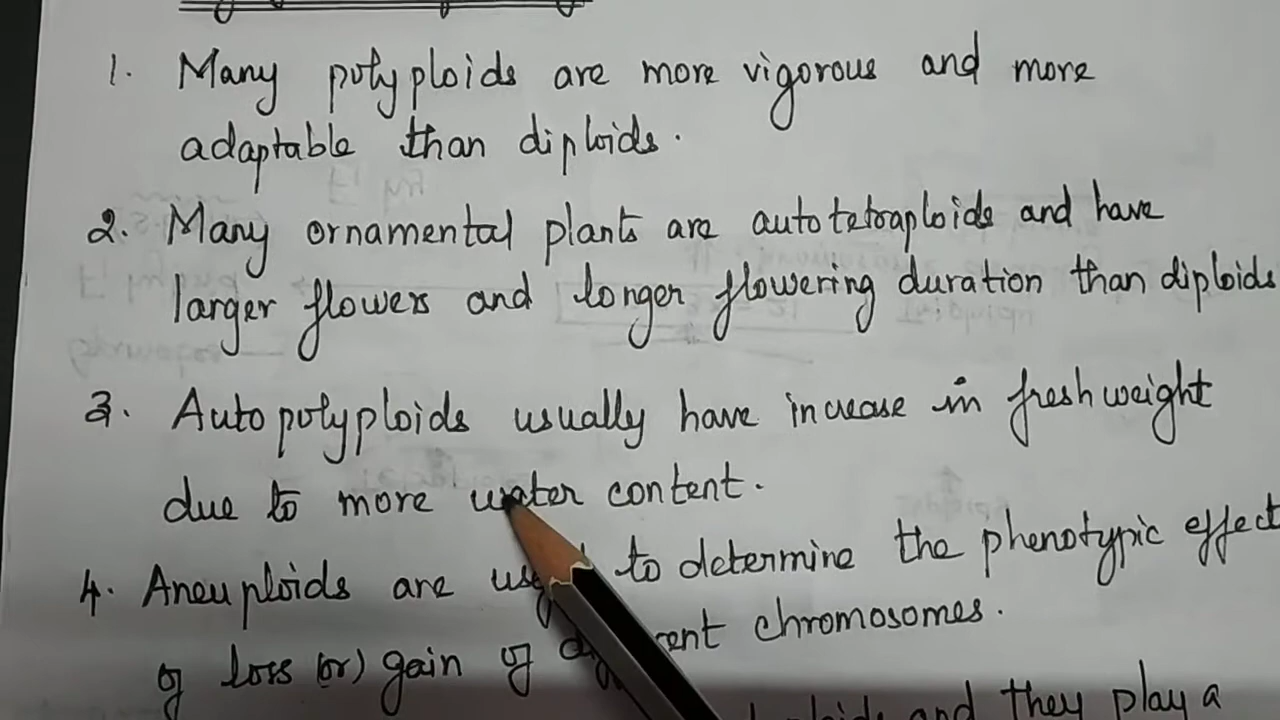 1. Many polyploids are more vigorous and more
adaptable than diploids.
2. Many ornamental plants are autotetraploids and have
larger flowers and longer flowering duration than diploids
3. Autopolyploids usually have increase in fresh weight
due to more water content.
4. Aneuploids are to determine the phenotypic effect
of loss (or) gain of chromosomes.
and they play a